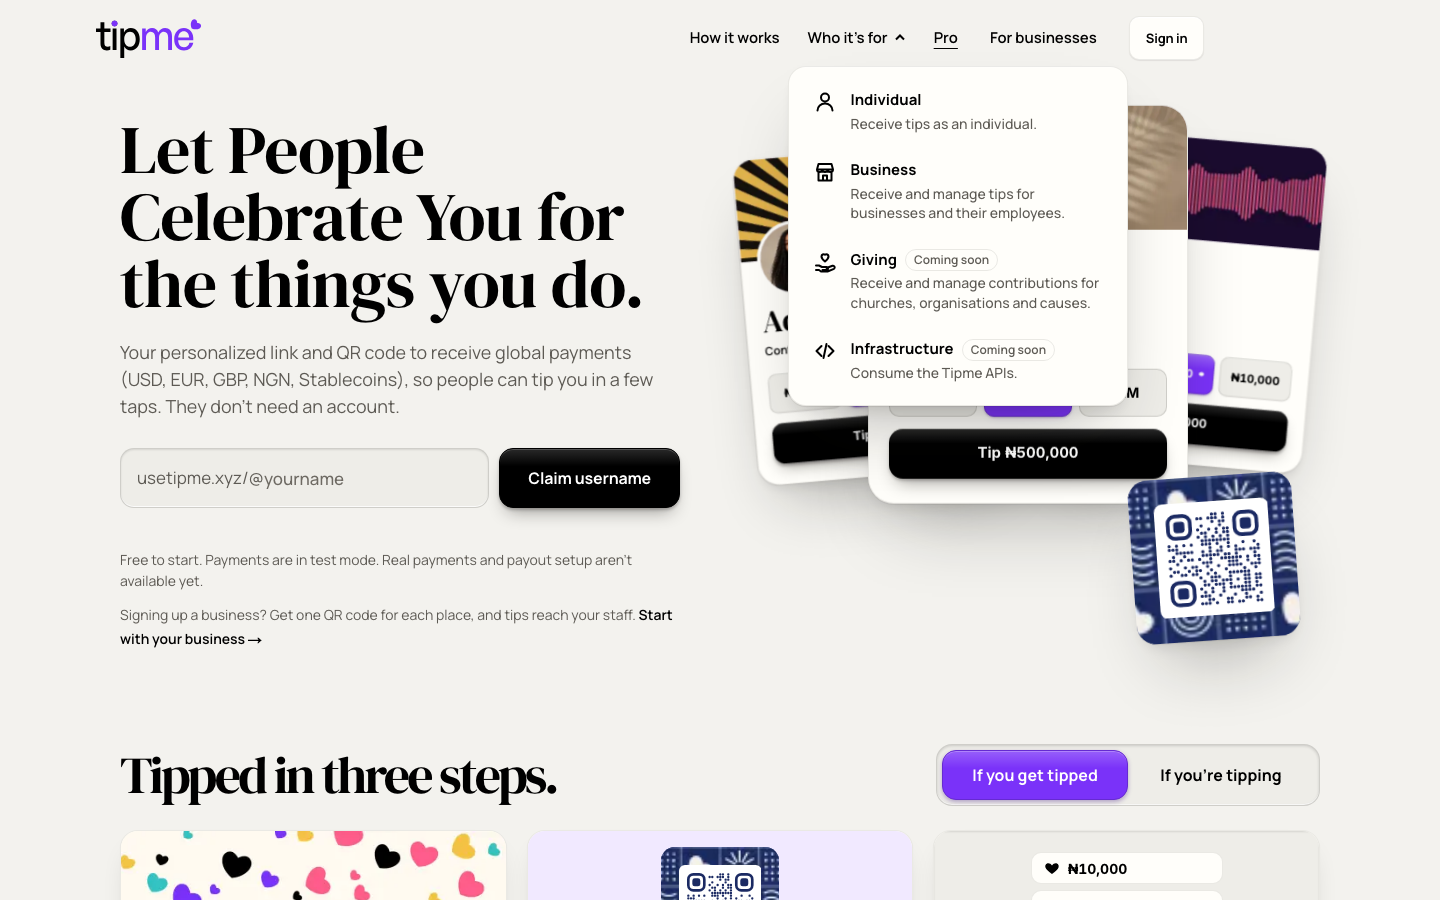 tipme
How it works
Who it's for
Pro
For businesses
Sign in
Let People
Celebrate You for
the things you do.
Your personalized link and QR code to receive global payments
(USD, EUR, GBP, NGN, Stablecoins), so people can tip you in a few
taps. They don't need an account.
usetipme.xyz/@yourname
Claim username
Free to start. Payments are in test mode. Real payments and payout setup aren't
available yet.
Signing up a business? Get one QR code for each place, and tips reach your staff. Start
with your business →
Individual
Receive tips as an individual.
Business
Receive and manage tips for
businesses and their employees.
Giving
Coming soon
Receive and manage contributions for
churches, organisations and causes.
Infrastructure
Coming soon
Consume the Tipme APIs.
₦10,000
Tip ₦500,000
Tipped in three steps.
If you get tipped
If you're tipping
₦10,000